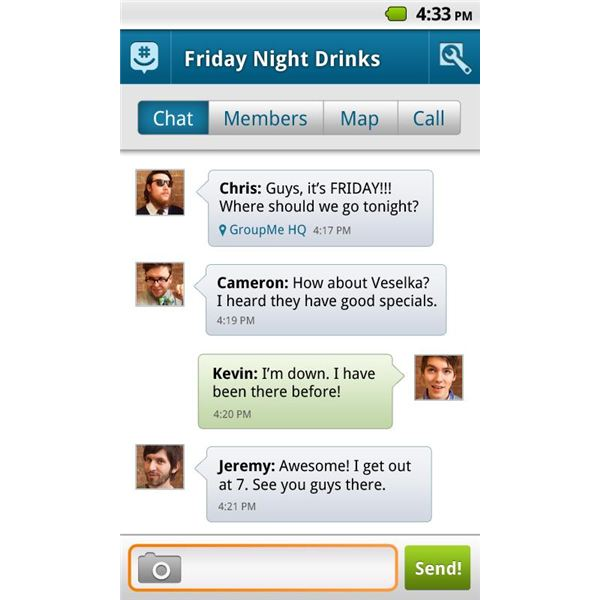 4:33 PM
Friday Night Drinks
Chat Members Map Call
Chris: Guys, it's FRIDAY!!!
Where should we go tonight?
GroupMe HQ 4:17 PM
Cameron: How about Veselka?
I heard they have good specials.
4:19 PM
Kevin: I'm down. I have
been there before!
4:20 PM
Jeremy: Awesome! I get out
at 7. See you guys there.
4:21 PM
Send!